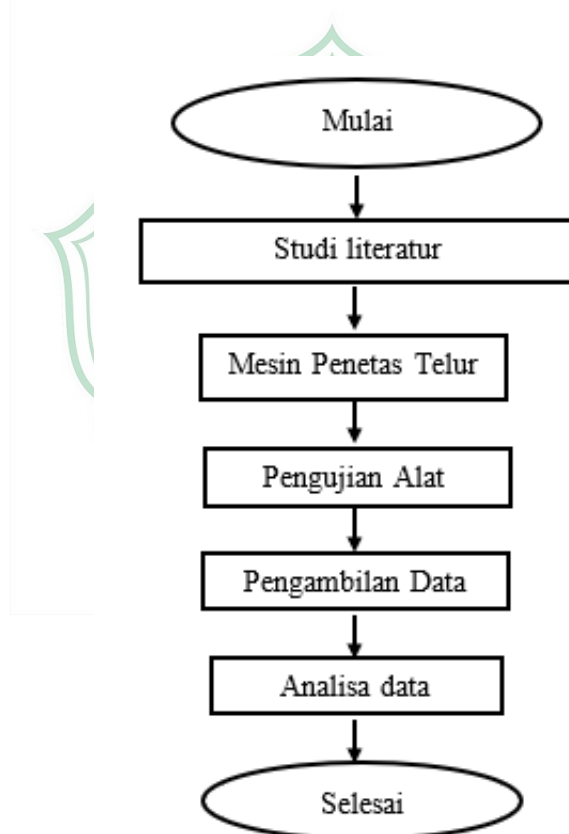 Mulai
Studi literatur
Mesin Penetas Telur
Pengujian Alat
Pengambilan Data
Analisa data
Selesai